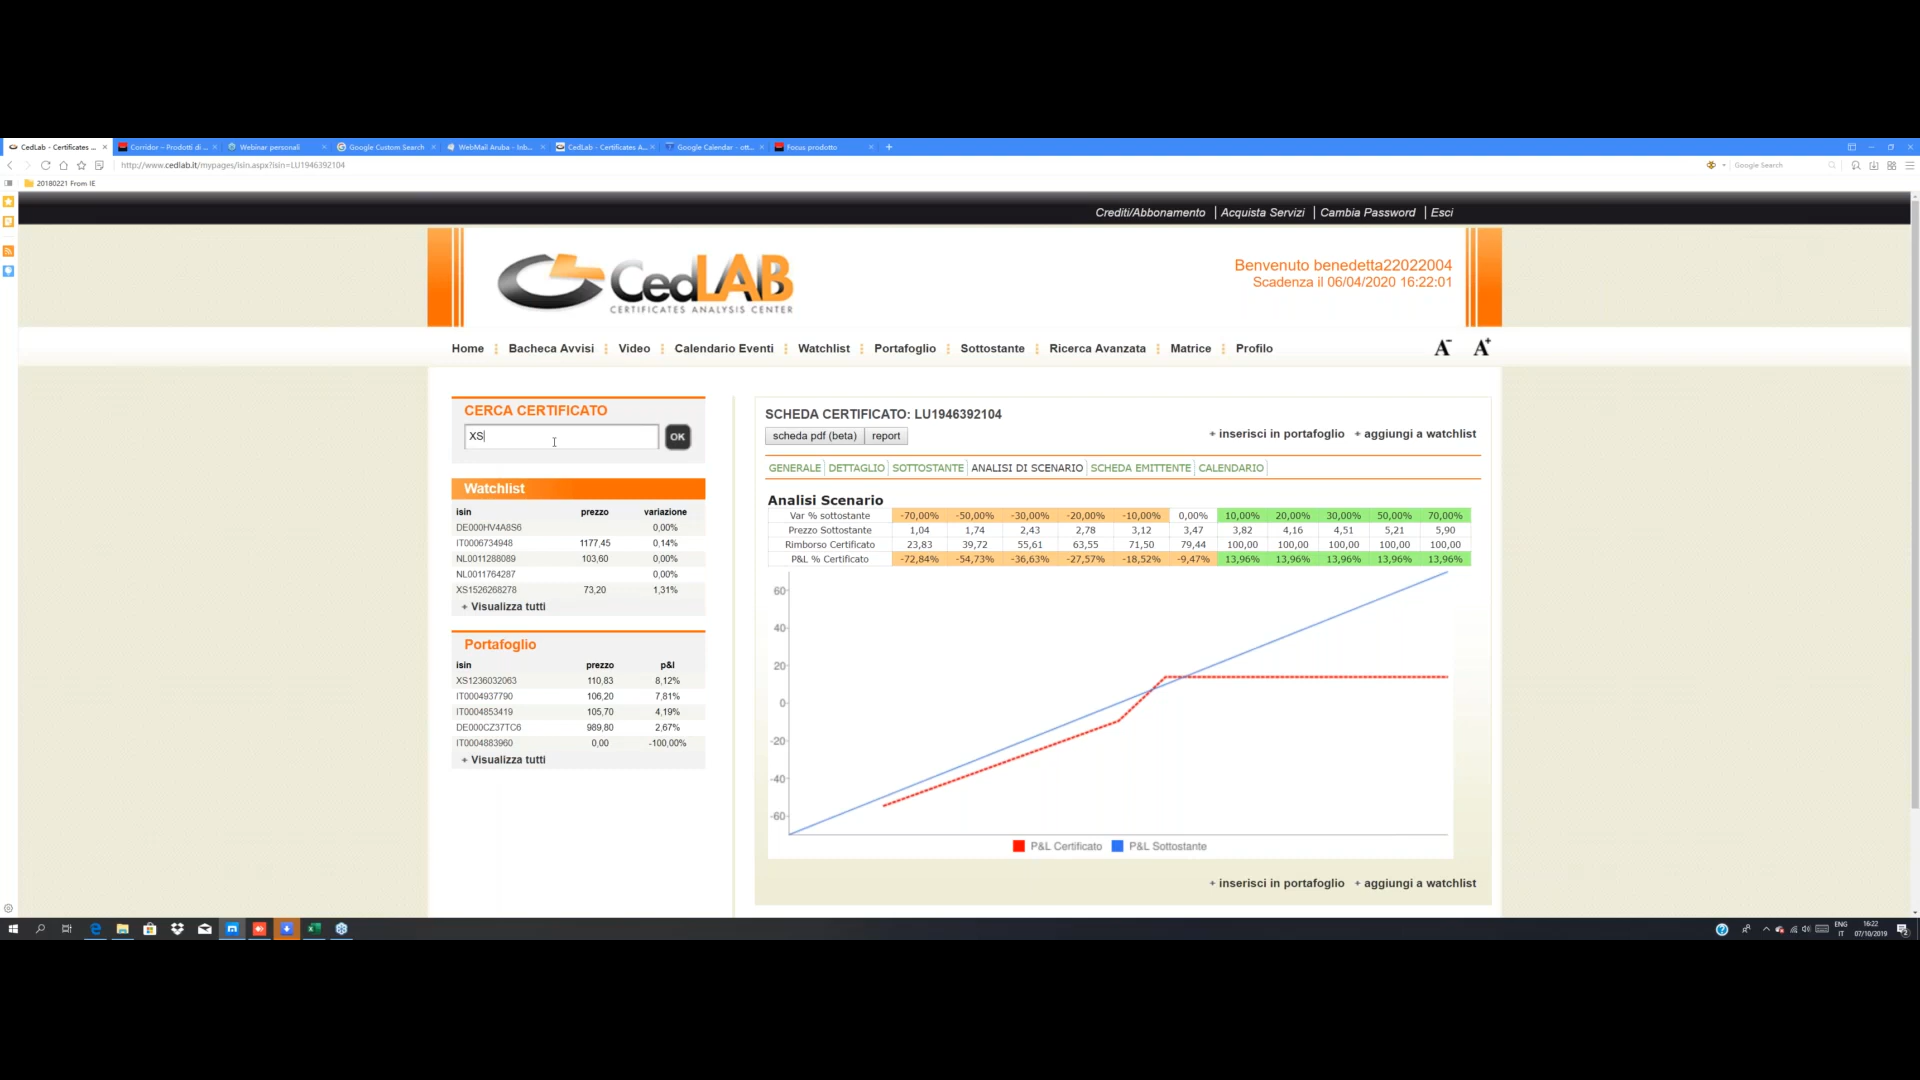 CedLab - Certificates ...
Corridor – Prodotti di ...
Webinar personali
Google Custom Search
WebMail Aruba - Inb...
CedLab - Certificates A...
Google Calendar - ott...
Focus prodotto
http://www.cedlab.it/mypages/isin.aspx?isin=LU1946392104
Google Search
20180221 From IE
Crediti/Abbonamento | Acquista Servizi | Cambia Password | Esci
CedLAB
CERTIFICATES ANALYSIS CENTER
Benvenuto benedetta22022004
Scadenza il 06/04/2020 16:22:01
Home Bacheca Avvisi Video Calendario Eventi Watchlist Portafoglio Sottostante Ricerca Avanzata Matrice Profilo A- A+
CERCA CERTIFICATO
XS OK
Watchlist
isin prezzo variazione
DE000HV4A8S6 0,00%
IT0006734948 1177,45 0,14%
NL0011288089 103,60 0,00%
NL0011764287 0,00%
XS1526268278 73,20 1,31%
+ Visualizza tutti
Portafoglio
isin prezzo p&l
XS1236032063 110,83 8,12%
IT0004937790 106,20 7,81%
IT0004853419 105,70 4,19%
DE000CZ37TC6 989,80 2,67%
IT0004883960 0,00 -100,00%
+ Visualizza tutti
SCHEDA CERTIFICATO: LU1946392104
scheda pdf (beta) report
+ inserisci in portafoglio + aggiungi a watchlist
GENERALE DETTAGLIO SOTTOSTANTE ANALISI DI SCENARIO SCHEDA EMITTENTE CALENDARIO
Analisi Scenario
Var % sottostante -70,00% -50,00% -30,00% -20,00% -10,00% 0,00% 10,00% 20,00% 30,00% 50,00% 70,00%
Prezzo Sottostante 1,04 1,74 2,43 2,78 3,12 3,47 3,82 4,16 4,51 5,21 5,90
Rimborso Certificato 23,83 39,72 55,61 63,55 71,50 79,44 100,00 100,00 100,00 100,00 100,00
P&L % Certificato -72,84% -54,73% -36,63% -27,57% -18,52% -9,47% 13,96% 13,96% 13,96% 13,96% 13,96%
60
40
20
0
-20
-40
-60
P&L Certificato P&L Sottostante
+ inserisci in portafoglio + aggiungi a watchlist
ENG
IT
16:22
07/10/2019